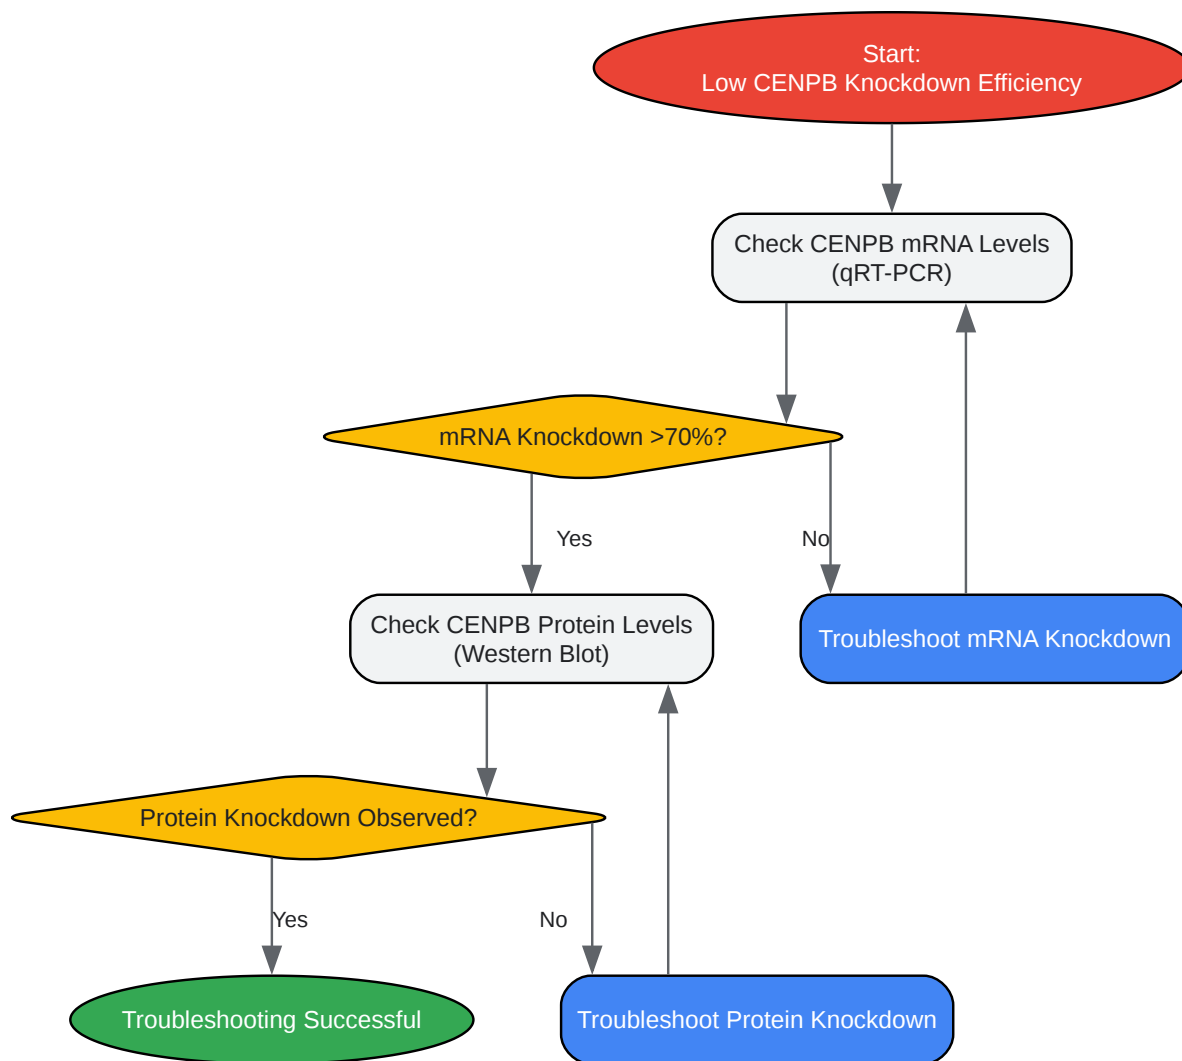 Start:
Low CENPB Knockdown Efficiency
Check CENPB mRNA Levels
(qRT-PCR)
mRNA Knockdown >70%?
Yes
No
Check CENPB Protein Levels
(Western Blot)
Troubleshoot mRNA Knockdown
Protein Knockdown Observed?
Yes
No
Troubleshooting Successful
Troubleshoot Protein Knockdown